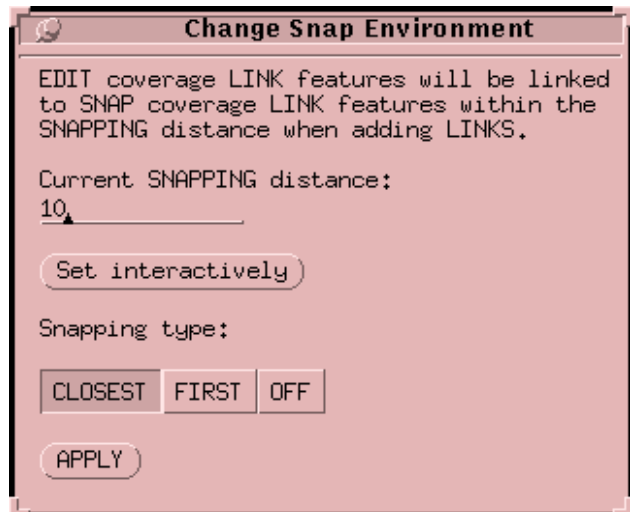 Change Snap Environment
EDIT coverage LINK features will be linked
to SNAP coverage LINK features within the
SNAPPING distance when adding LINKS.
Current SNAPPING distance:
10
Set interactively
Snapping type:
CLOSEST FIRST OFF
APPLY